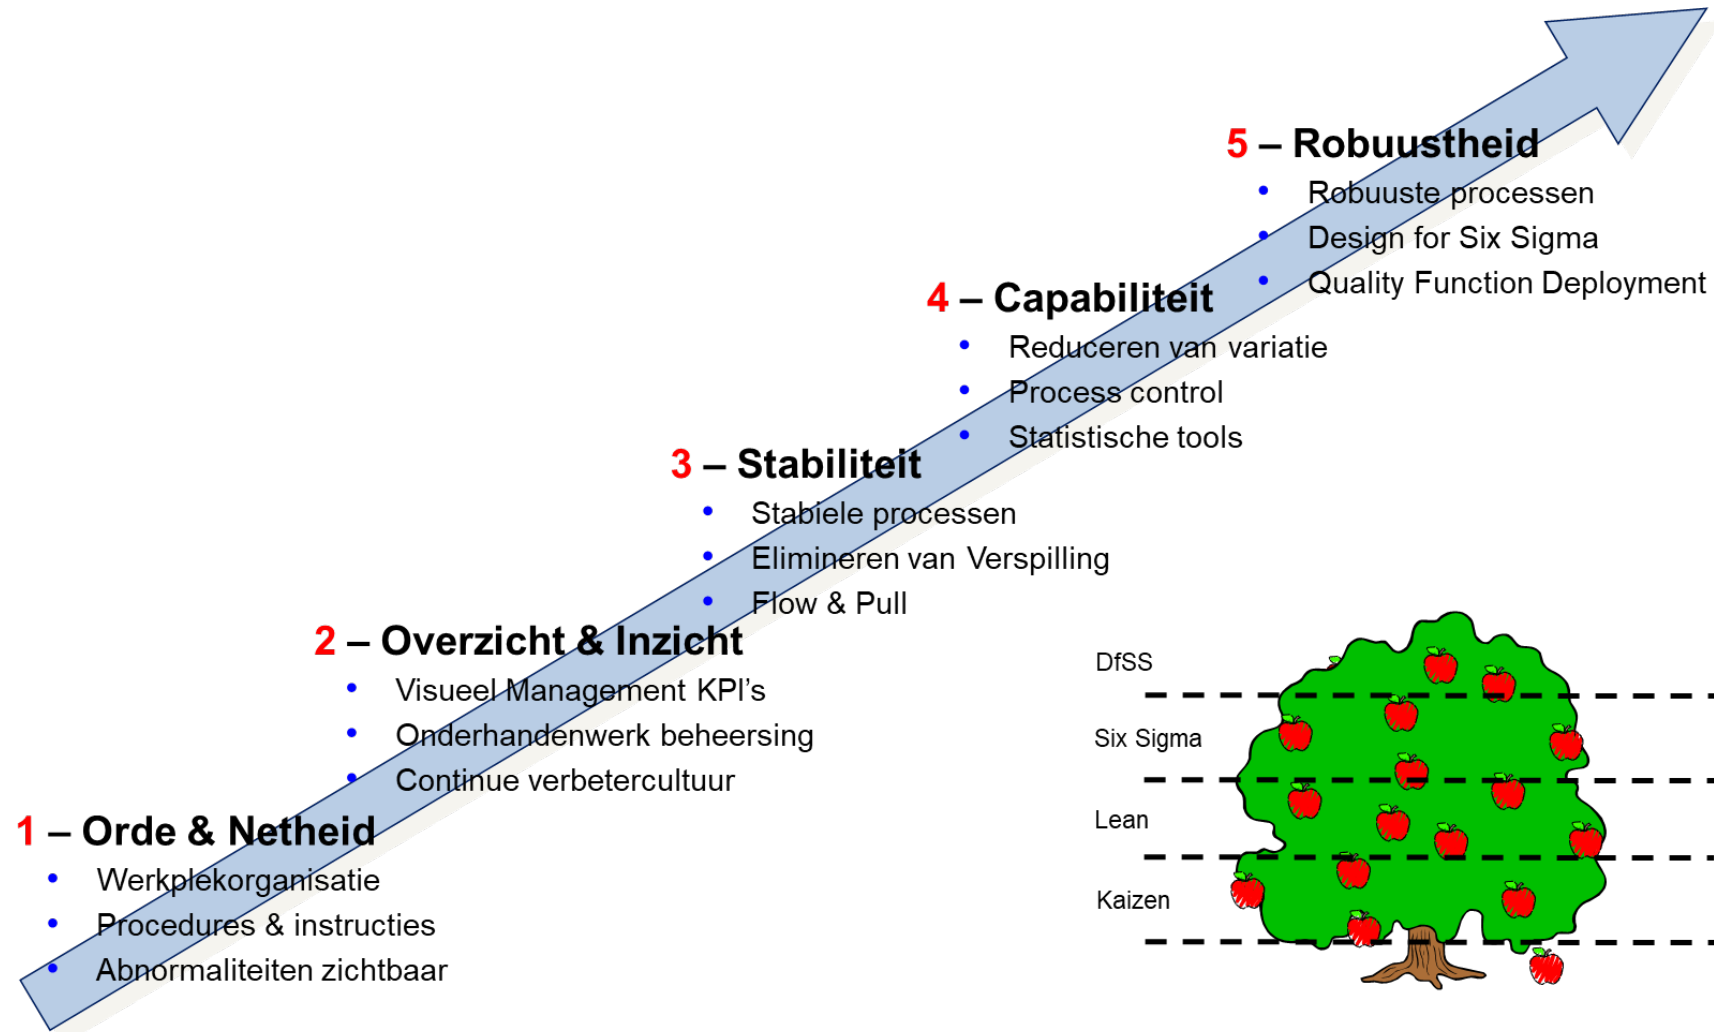 5 – Robuustheid
• Robuuste processen
• Design for Six Sigma
• Quality Function Deployment
4 – Capabiliteit
• Reduceren van variatie
• Process control
• Statistische tools
3 – Stabiliteit
• Stabiele processen
• Elimineren van Verspilling
• Flow & Pull
2 – Overzicht & Inzicht
• Visueel Management KPI’s
• Onderhandenwerk beheersing
• Continue verbetercultuur
1 – Orde & Netheid
• Werkplekorganisatie
• Procedures & instructies
• Abnormaliteiten zichtbaar
DfSS
Six Sigma
Lean
Kaizen